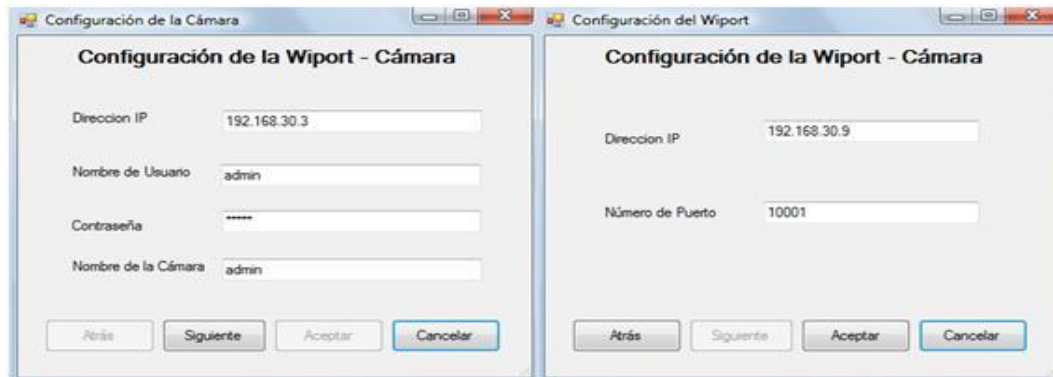 Configuración de la Cámara
Configuración de la Wiport - Cámara
Direccion IP
192.168.30.3
Nombre de Usuario
admin
Contraseña
*****
Nombre de la Cámara
admin
Atrás
Siguiente
Aceptar
Cancelar
Configuración del Wiport
Configuración de la Wiport - Cámara
Direccion IP
192.168.30.9
Número de Puerto
10001
Atrás
Siguiente
Aceptar
Cancelar